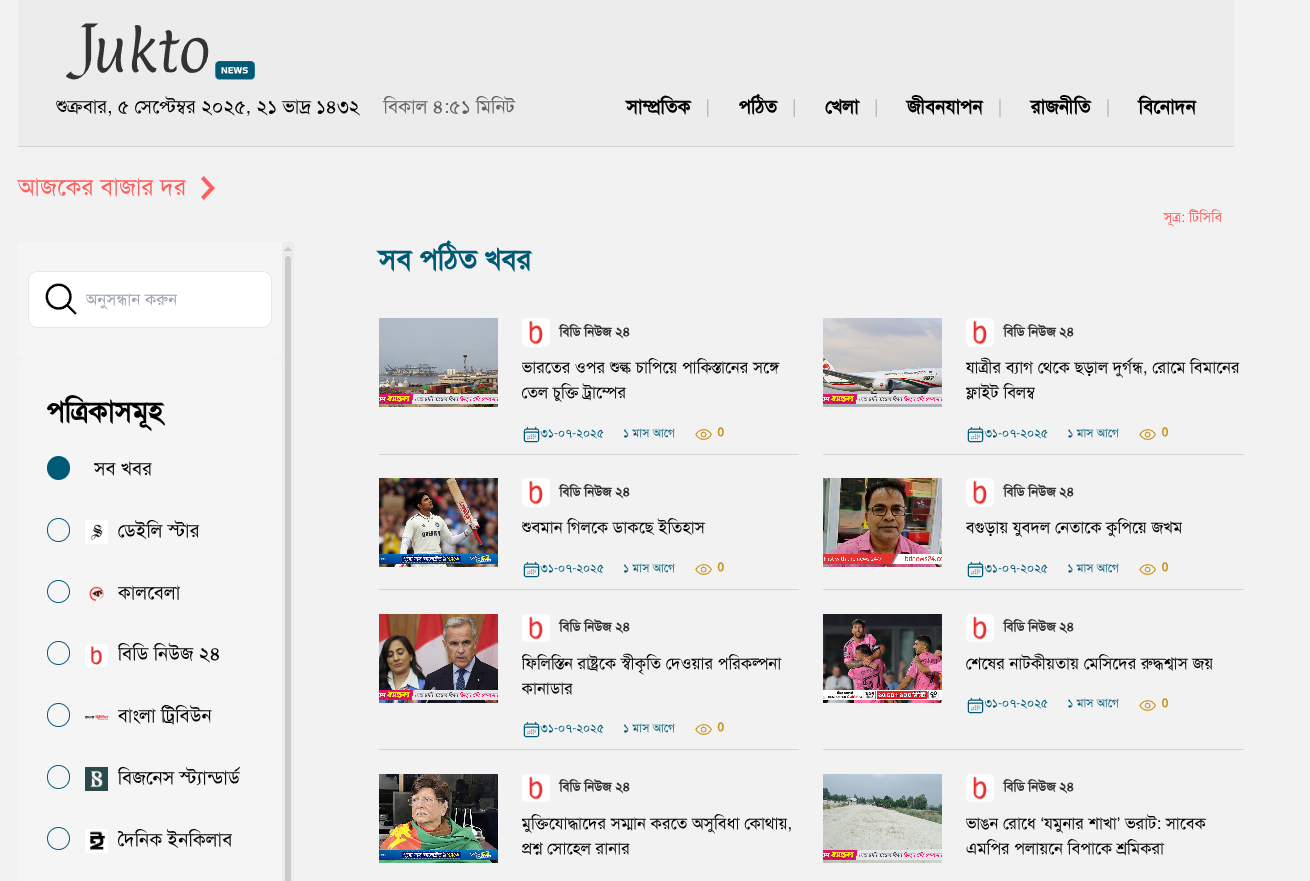 Jukto NEWS
শুক্রবার, ৫ সেপ্টেম্বর ২০২৫, ২১ ভাদ্র ১৪৩২ বিকাল ৪:৫১ মিনিট
সাম্প্রতিক | পঠিত | খেলা | জীবনযাপন | রাজনীতি | বিনোদন
আজকের বাজার দর
সূত্র: টিসিবি
অনুসন্ধান করুন
পত্রিকাসমূহ
সব খবর
ডেইলি স্টার
কালবেলা
বিডি নিউজ ২৪
বাংলা ট্রিবিউন
বিজনেস স্ট্যান্ডার্ড
দৈনিক ইনকিলাব
সব পঠিত খবর
b বিডি নিউজ ২৪
ভারতের ওপর শুল্ক চাপিয়ে পাকিস্তানের সঙ্গে
তেল চুক্তি ট্রাম্পের
৩১-০৭-২০২৫ ১ মাস আগে 0
b বিডি নিউজ ২৪
যাত্রীর ব্যাগ থেকে ছড়াল দুর্গন্ধ, রোমে বিমানের
ফ্লাইট বিলম্ব
৩১-০৭-২০২৫ ১ মাস আগে 0
b বিডি নিউজ ২৪
শুবমান গিলকে ডাকছে ইতিহাস
৩১-০৭-২০২৫ ১ মাস আগে 0
b বিডি নিউজ ২৪
বগুড়ায় যুবদল নেতাকে কুপিয়ে জখম
৩১-০৭-২০২৫ ১ মাস আগে 0
b বিডি নিউজ ২৪
ফিলিস্তিন রাষ্ট্রকে স্বীকৃতি দেওয়ার পরিকল্পনা
কানাডার
৩১-০৭-২০২৫ ১ মাস আগে 0
b বিডি নিউজ ২৪
শেষের নাটকীয়তায় মেসিদের রুদ্ধশ্বাস জয়
৩১-০৭-২০২৫ ১ মাস আগে 0
b বিডি নিউজ ২৪
মুক্তিযোদ্ধাদের সম্মান করতে অসুবিধা কোথায়,
প্রশ্ন সোহেল রানার
b বিডি নিউজ ২৪
ভাঙন রোধে ‘যমুনার শাখা’ ভরাট: সাবেক
এমপির পলায়নে বিপাকে শ্রমিকরা